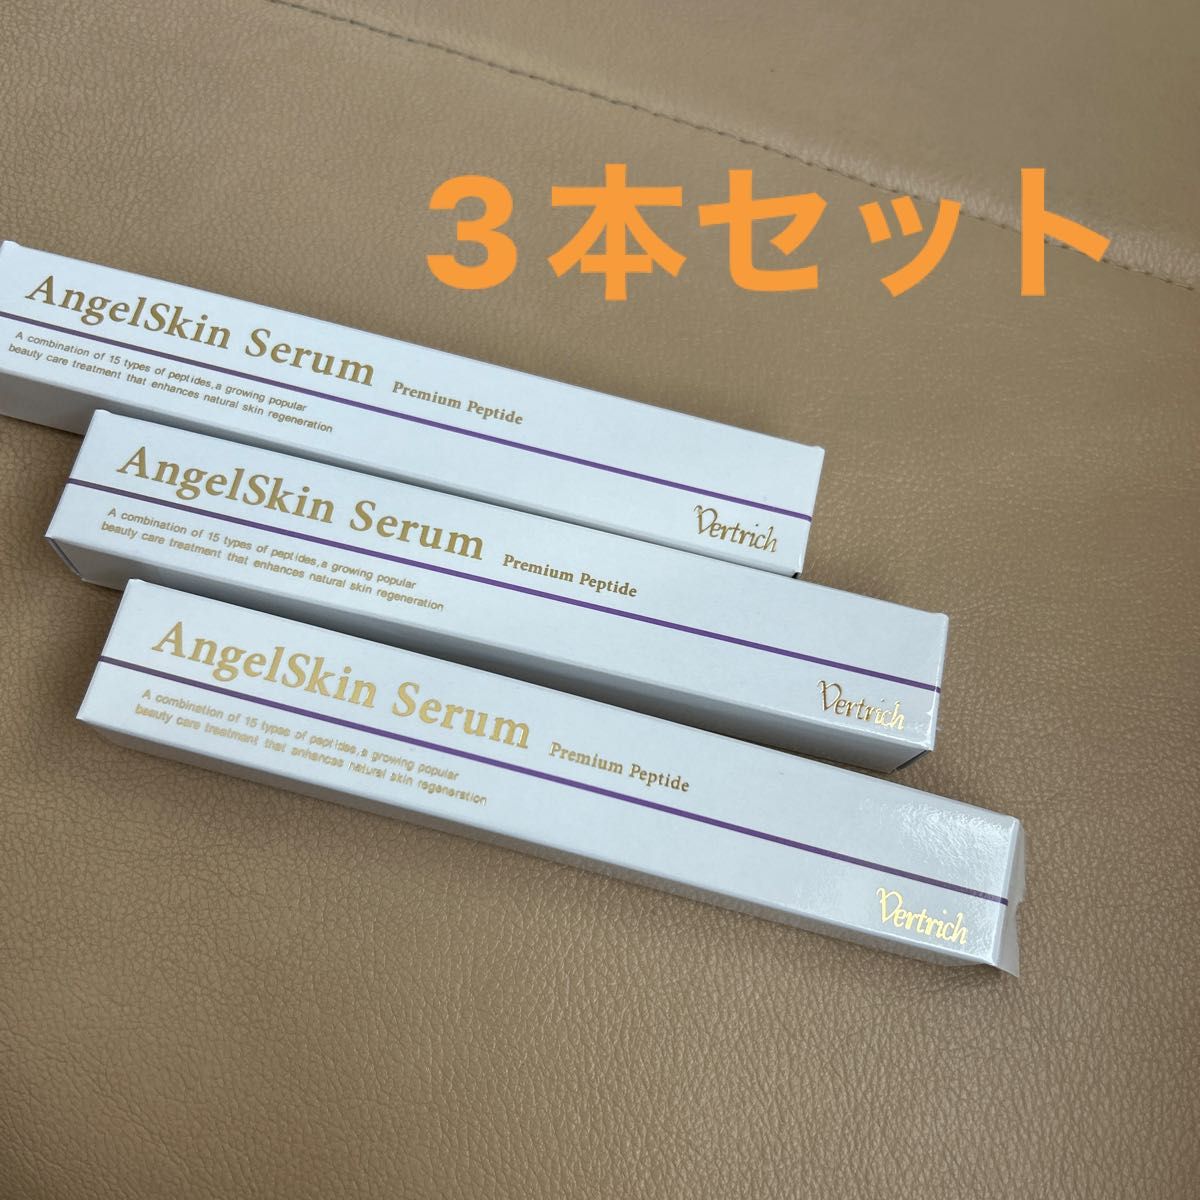 3本セット
AngelSkin Serum Premium Peptide
A combination of 15 types of peptides,a growing popular
beauty care treatment that enhances natural skin regeneration
Vertrich
AngelSkin Serum Premium Peptide
A combination of 15 types of peptides,a growing popular
beauty care treatment that enhances natural skin regeneration
Vertrich
AngelSkin Serum Premium Peptide
A combination of 15 types of peptides,a growing popular
beauty care treatment that enhances natural skin regeneration
Vertrich